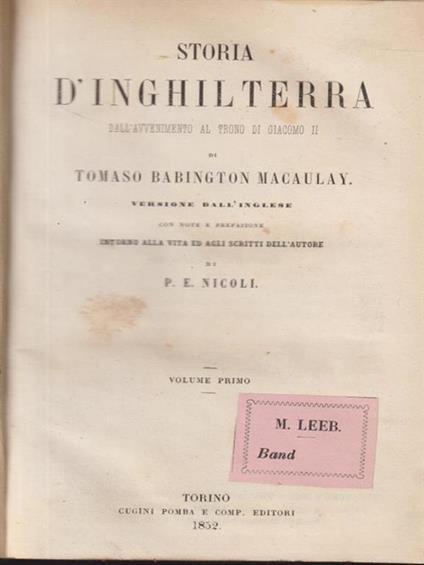 STORIA
D'INGHILTERRA
DALL'AVVENIMENTO AL TRONO DI GIACOMO II
DI
TOMASO BABINGTON MACAULAY.
VERSIONE DALL'INGLESE
CON NOTE E PREFAZIONE
INTORNO ALLA VITA ED AGLI SCRITTI DELL'AUTORE
DI
P. E. NICOLI.
VOLUME PRIMO
M. LEEB.
Band
TORINO
CUGINI POMBA E COMP. EDITORI
1852.